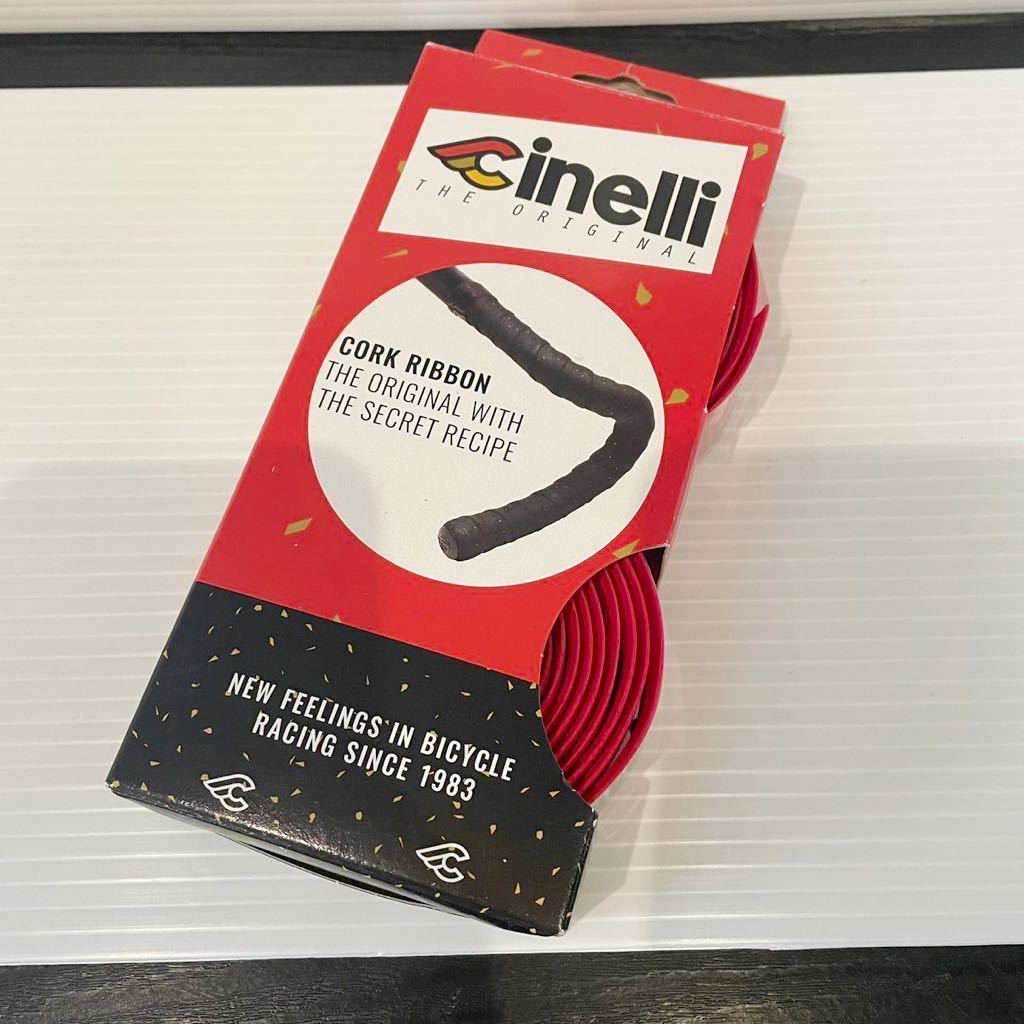 cinelli
THE ORIGINAL
CORK RIBBON
THE ORIGINAL WITH
THE SECRET RECIPE
NEW FEELINGS IN BICYCLE
RACING SINCE 1983